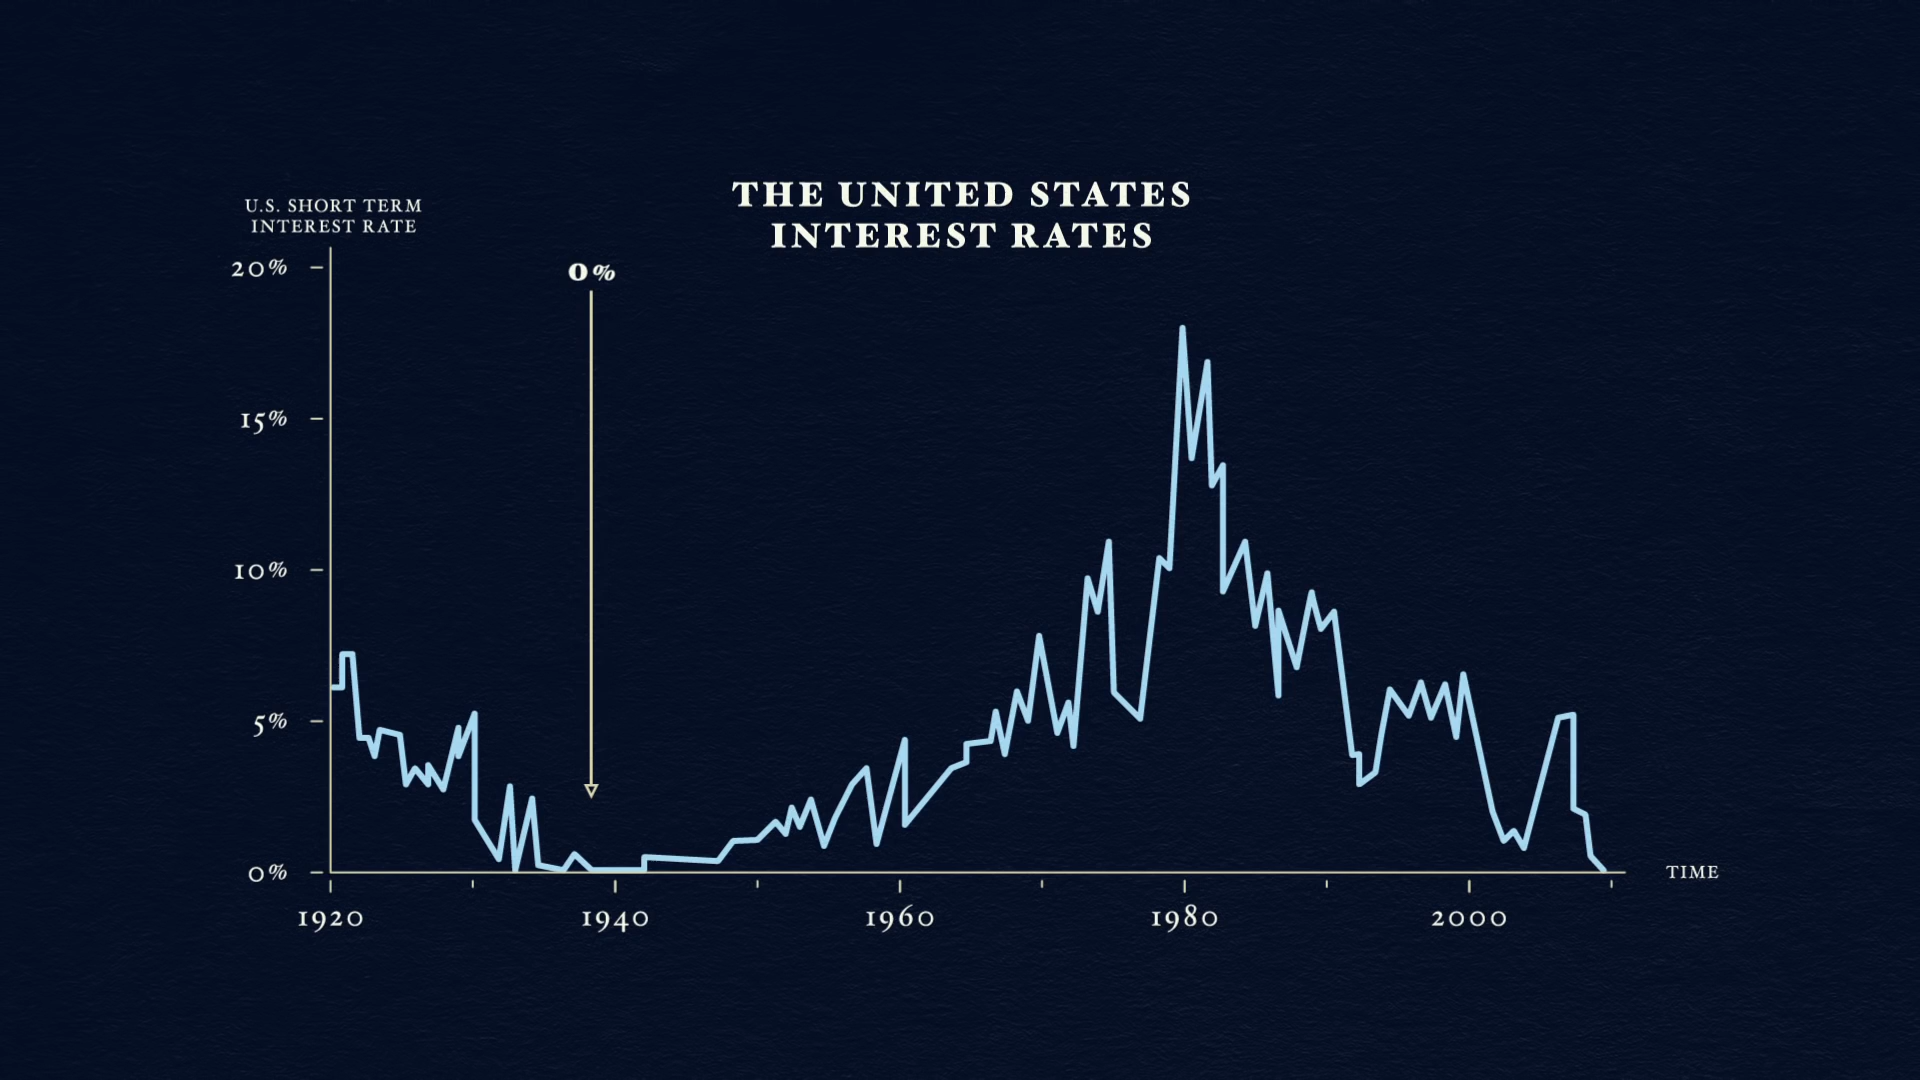 THE UNITED STATES
INTEREST RATES
U.S. SHORT TERM
INTEREST RATE
20%
0%
15%
10%
5%
0%
TIME
1920
1940
1960
1980
2000